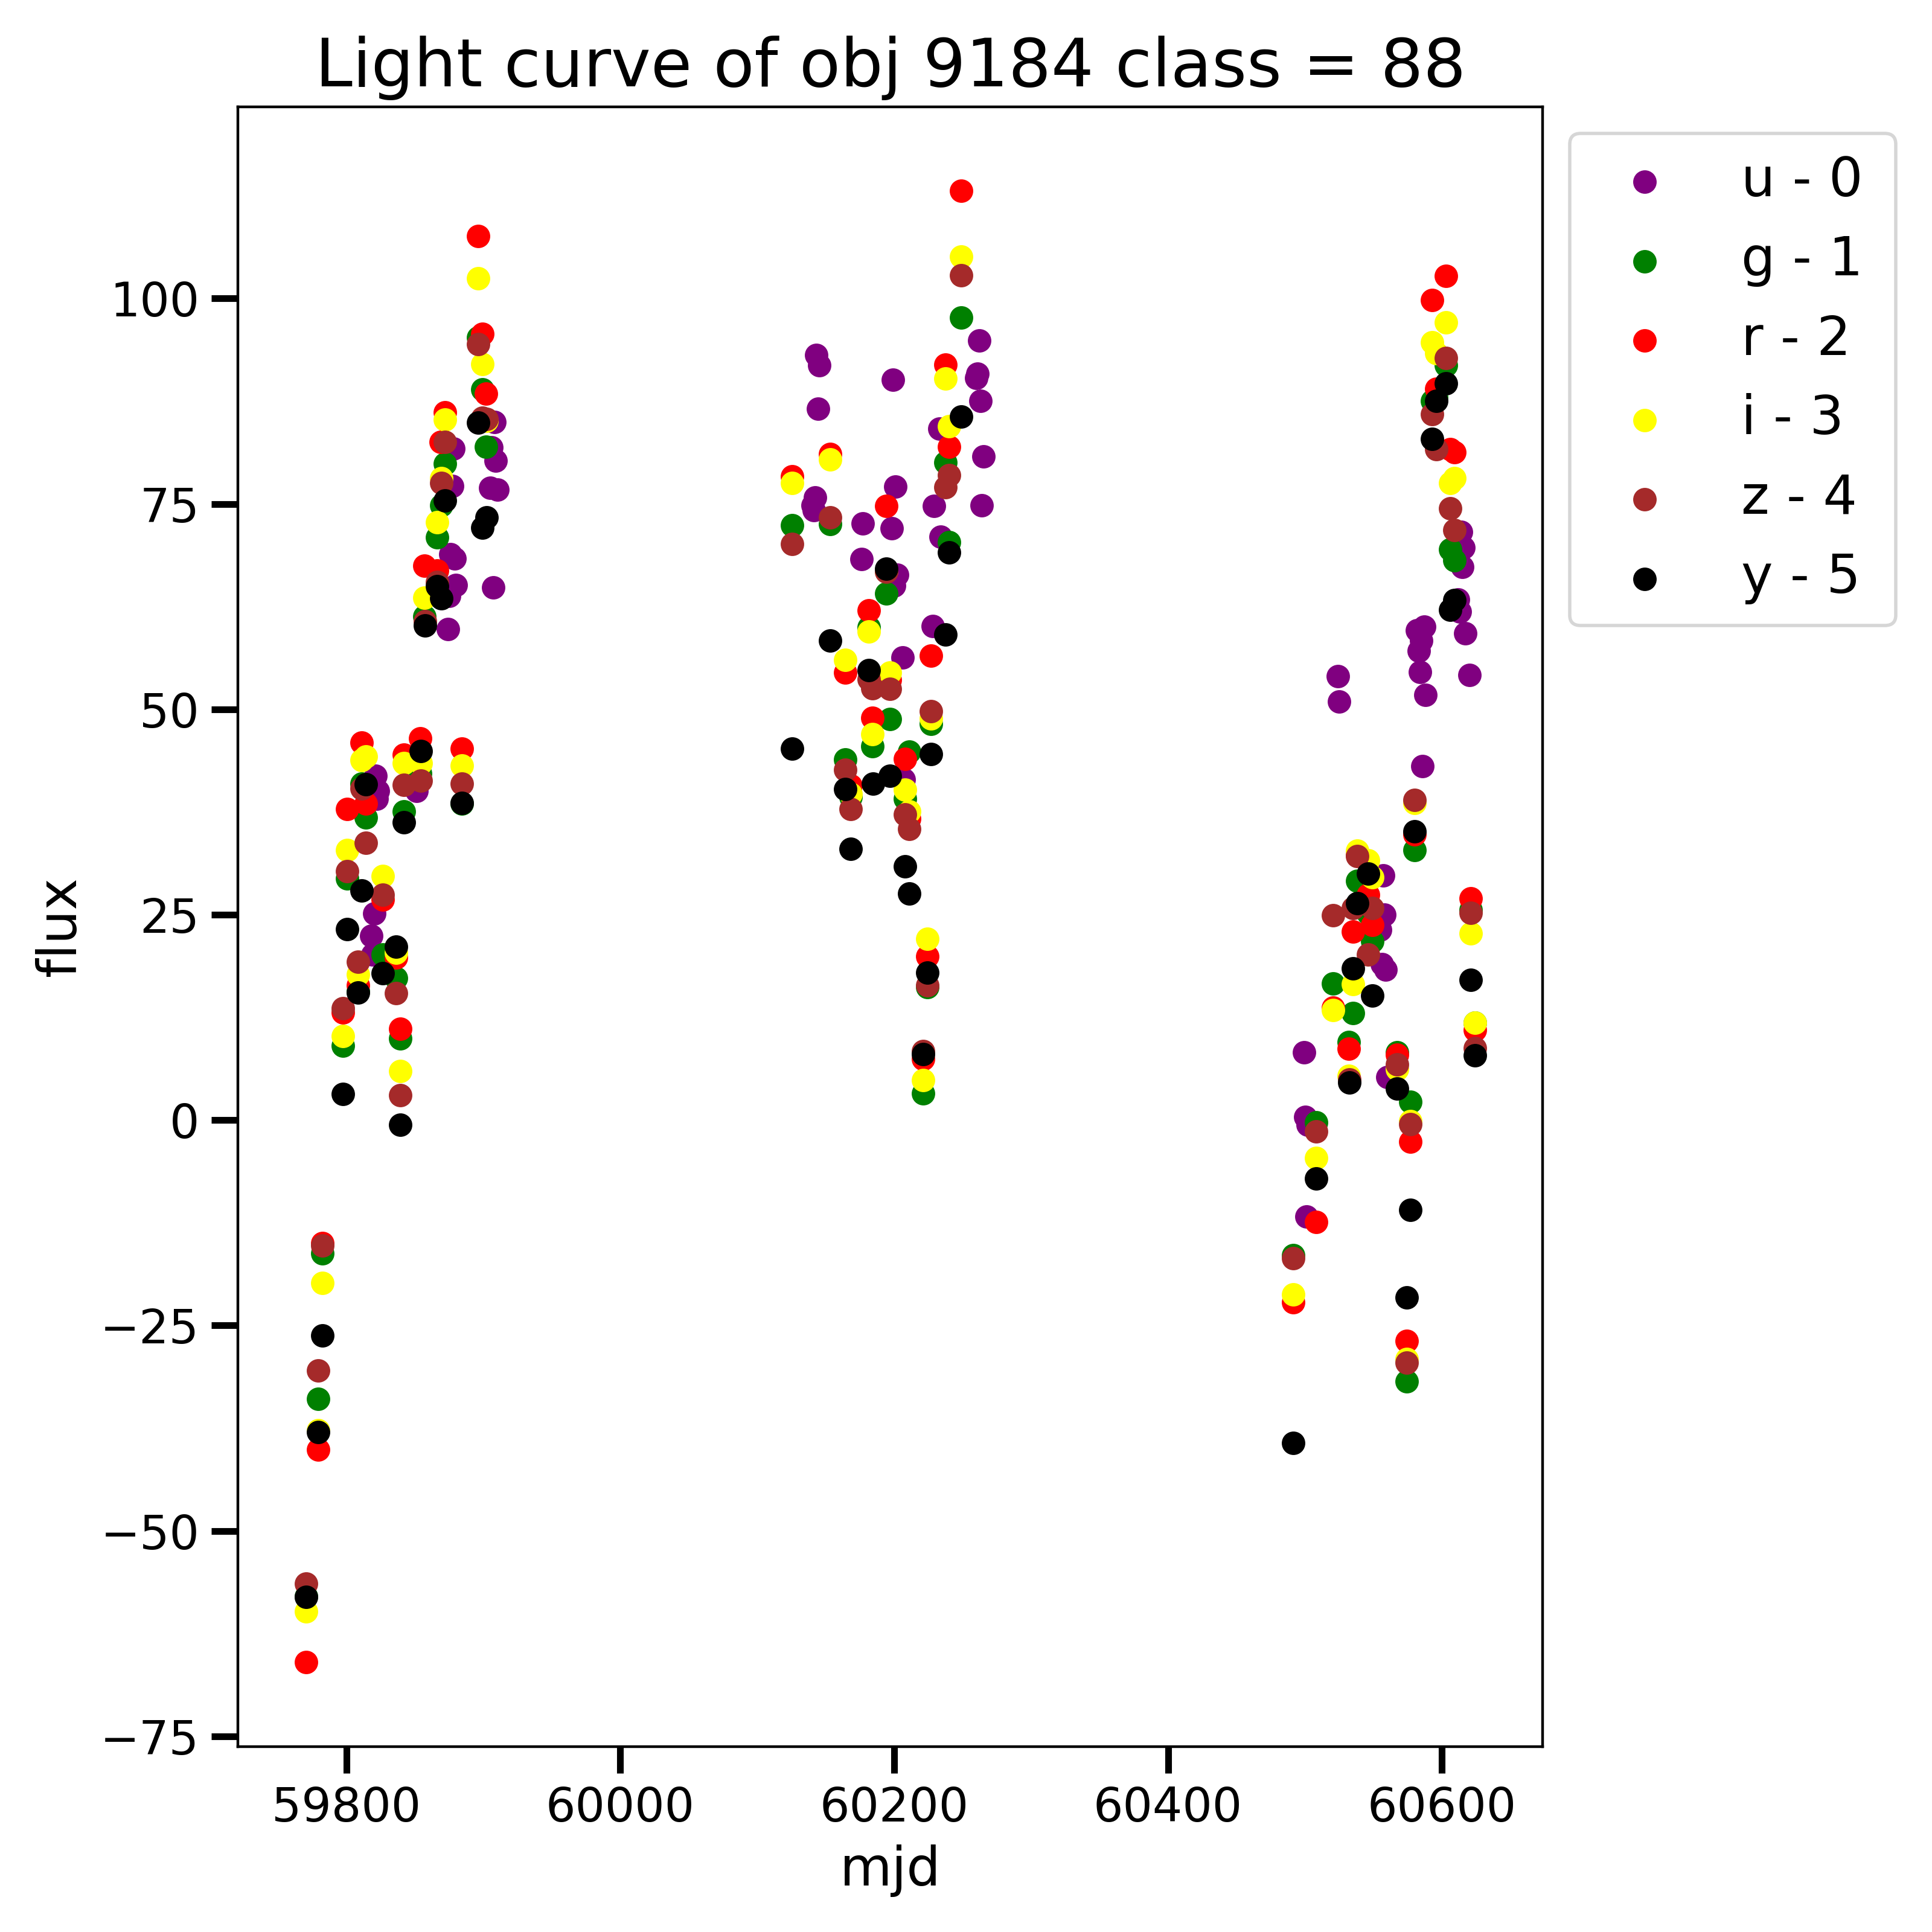 Light curve of obj 9184 class = 88
u - 0
g - 1
r - 2
i - 3
z - 4
y - 5
flux
100
75
50
25
0
−25
−50
−75
59800 60000 60200 60400 60600
mjd